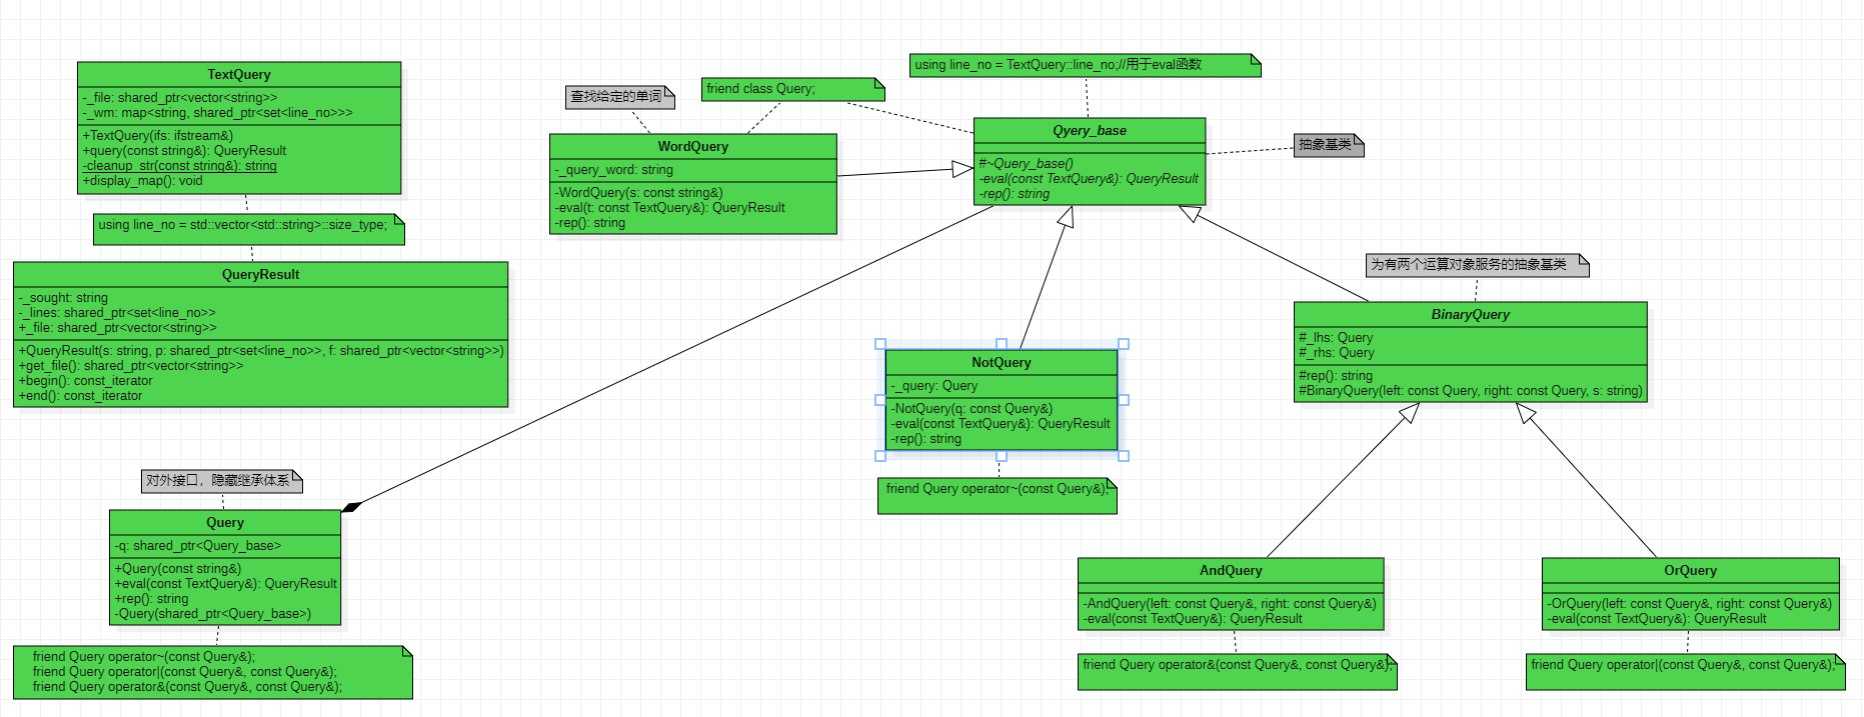 TextQuery
-_file: shared_ptr<vector<string>>
-_wm: map<string, shared_ptr<set<line_no>>>
+TextQuery(ifs: ifstream&)
+query(const string&): QueryResult
-cleanup_str(const string&): string
+display_map(): void
using line_no = std::vector<std::string>::size_type;
QueryResult
-_sought: string
-_lines: shared_ptr<set<line_no>>
+_file: shared_ptr<vector<string>>
+QueryResult(s: string, p: shared_ptr<set<line_no>>, f: shared_ptr<vector<string>>)
+get_file(): shared_ptr<vector<string>>
+begin(): const_iterator
+end(): const_iterator
查找给定的单词
friend class Query;
using line_no = TextQuery::line_no;//用于eval函数
WordQuery
-_query_word: string
-WordQuery(s: const string&)
-eval(t: const TextQuery&): QueryResult
-rep(): string
Qyery_base
#~Query_base()
-eval(const TextQuery&): QueryResult
-rep(): string
抽象基类
为有两个运算对象服务的抽象基类
BinaryQuery
#_lhs: Query
#_rhs: Query
#rep(): string
#BinaryQuery(left: const Query, right: const Query, s: string)
NotQuery
-_query: Query
-NotQuery(q: const Query&)
-eval(const TextQuery&): QueryResult
-rep(): string
friend Query operator~(const Query&);
对外接口，隐藏继承体系
Query
-q: shared_ptr<Query_base>
+Query(const string&)
+eval(const TextQuery&): QueryResult
+rep(): string
-Query(shared_ptr<Query_base>)
friend Query operator~(const Query&);
friend Query operator|(const Query&, const Query&);
friend Query operator&(const Query&, const Query&);
AndQuery
-AndQuery(left: const Query&, right: const Query&)
-eval(const TextQuery&): QueryResult
friend Query operator&(const Query&, const Query&);
OrQuery
-OrQuery(left: const Query&, right: const Query&)
-eval(const TextQuery&): QueryResult
friend Query operator|(const Query&, const Query&);